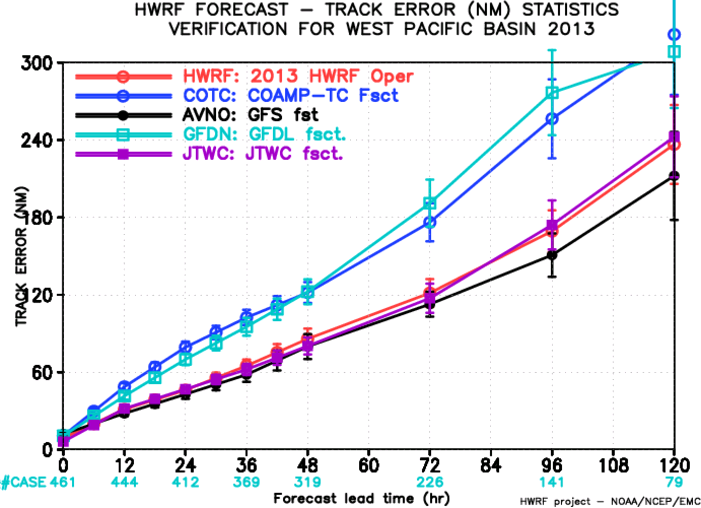 HWRF FORECAST – TRACK ERROR (NM) STATISTICS
VERIFICATION FOR WEST PACIFIC BASIN 2013
HWRF: 2013 HWRF Oper
COTC: COAMP–TC Fsct
AVNO: GFS fst
GFDN: GFDL fsct.
JTWC: JTWC fsct.
TRACK ERROR (NM)
300
240
180
120
60
0
0 12 24 36 48 60 72 84 96 108 120
#CASE 461 444 412 369 319 226 141 79
Forecast lead time (hr)
HWRF project – NOAA/NCEP/EMC